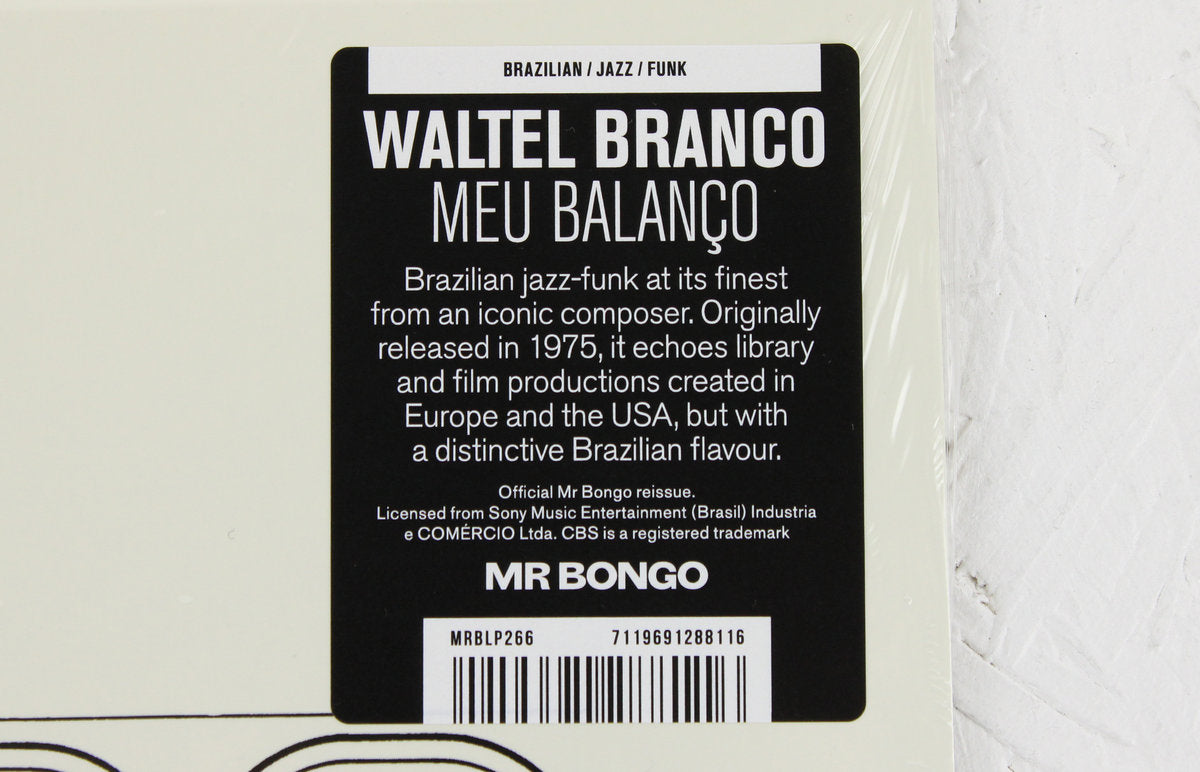 BRAZILIAN / JAZZ / FUNK
WALTEL BRANCO
MEU BALANÇO
Brazilian jazz-funk at its finest
from an iconic composer. Originally
released in 1975, it echoes library
and film productions created in
Europe and the USA, but with
a distinctive Brazilian flavour.
Official Mr Bongo reissue.
Licensed from Sony Music Entertainment (Brasil) Industria
e COMÉRCIO Ltda. CBS is a registered trademark
MR BONGO
MRBLP266 7119691288116